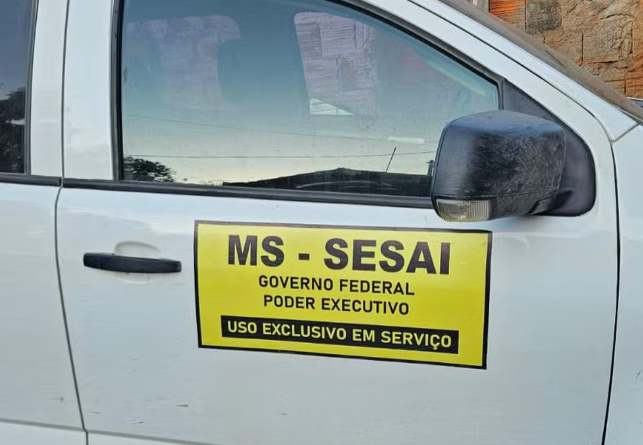 MS - SESAI
GOVERNO FEDERAL
PODER EXECUTIVO
USO EXCLUSIVO EM SERVIÇO